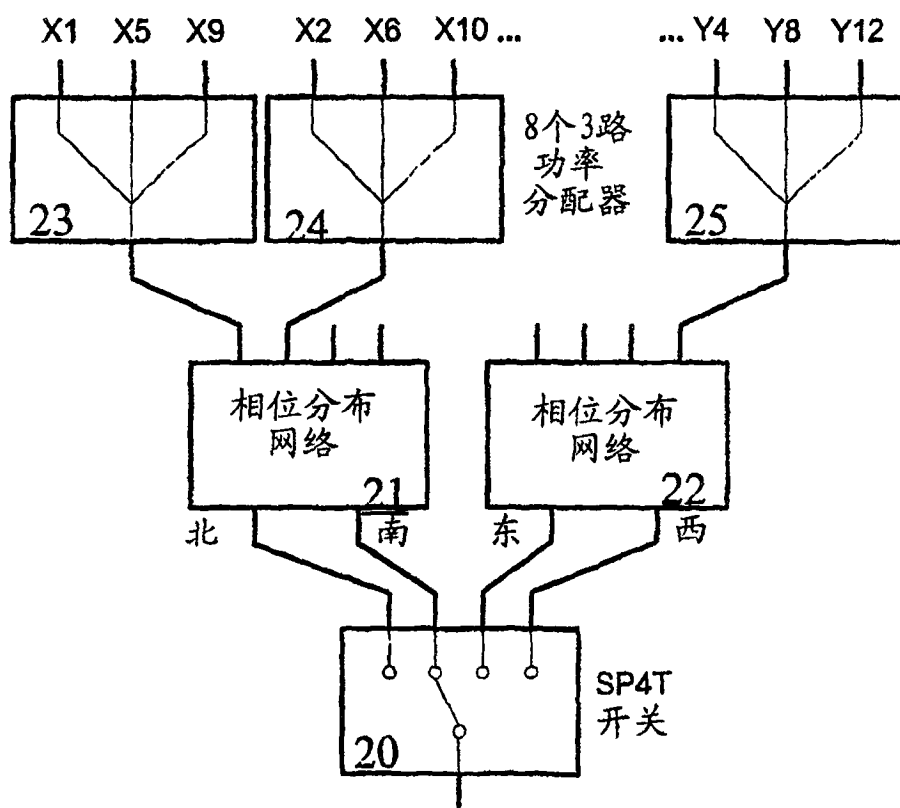 X1 X5 X9 X2 X6 X10 ... ... Y4 Y8 Y12
8个3路
功率
分配器
23 24 25
相位分布
网络
21
相位分布
网络
22
北 南 东 西
SP4T
开关
20